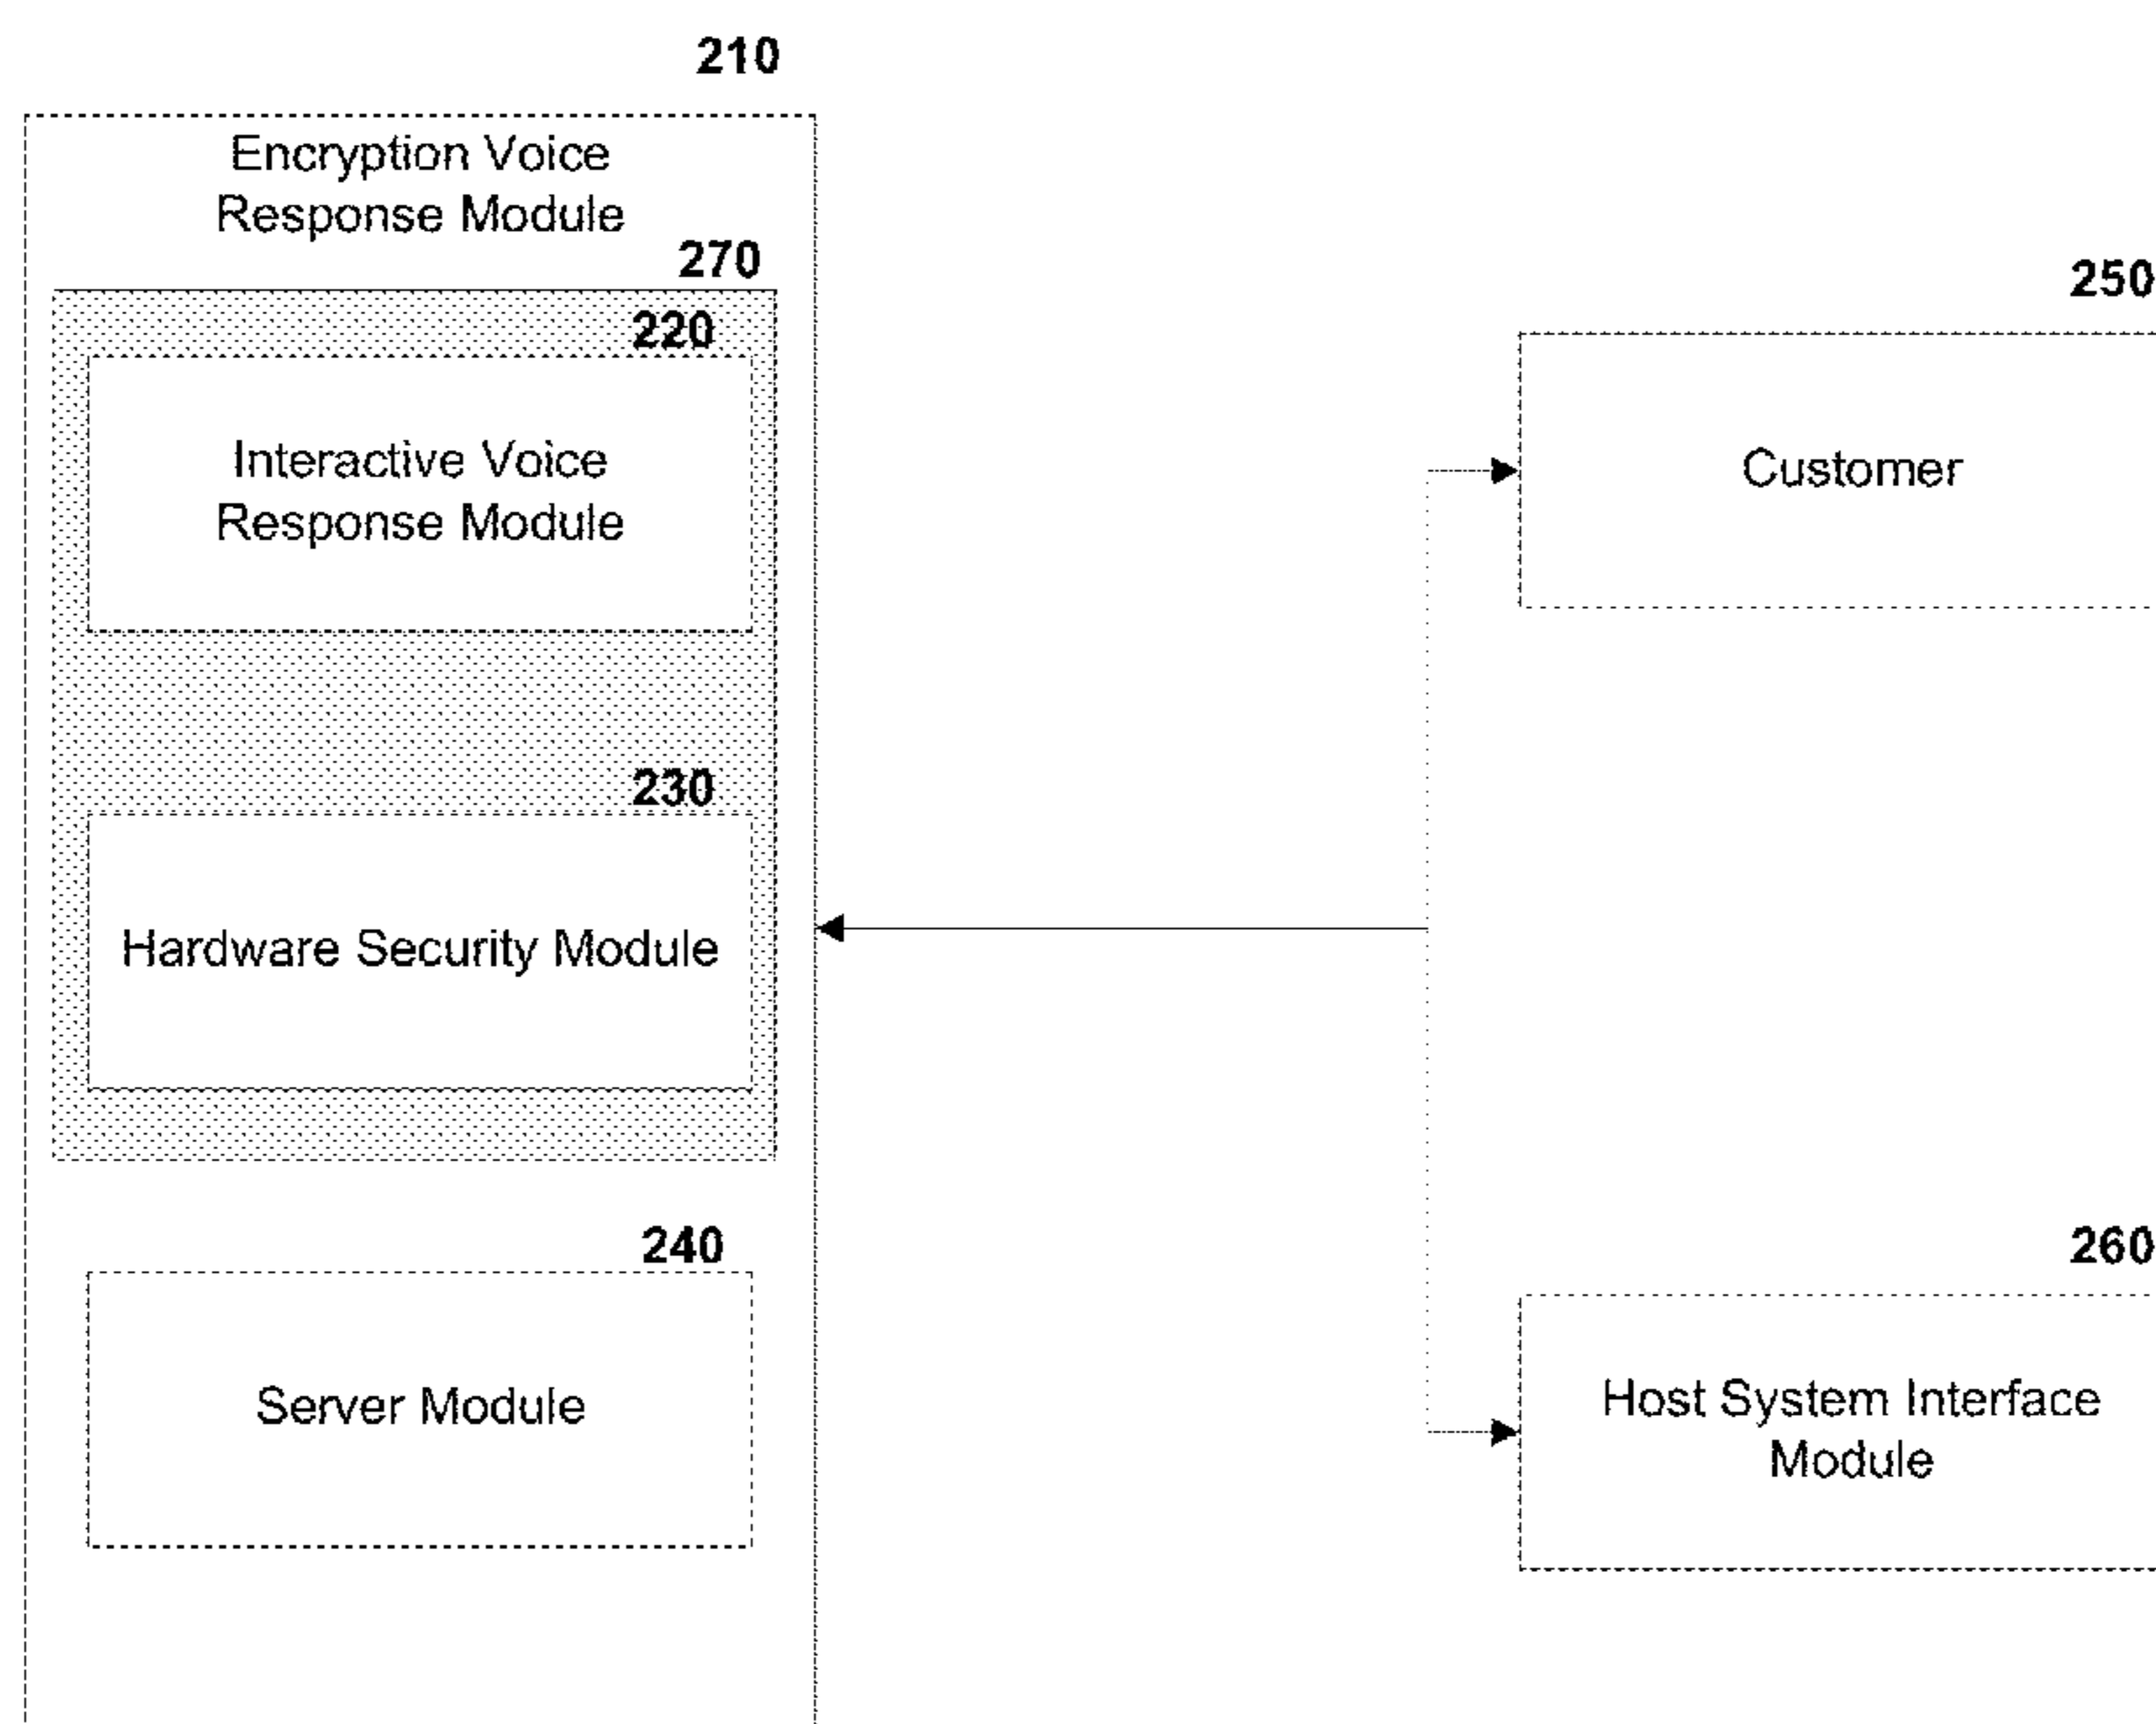 210
Encryption Voice
Response Module
270
220
Interactive Voice
Response Module
230
Hardware Security Module
240
Server Module
250
Customer
260
Host System Interface
Module